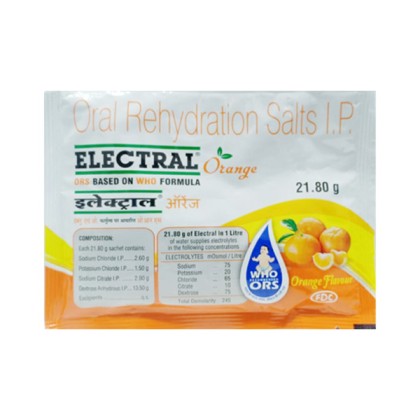 Oral Rehydration Salts I.P.
ELECTRAL® Orange
ORS BASED ON WHO FORMULA
21.80 g
इलेक्ट्राल® ऑरेंज
COMPOSITION:
Each 21.80 g sachet contains:
Sodium Chloride I.P. ..... 2.60 g
Potassium Chloride I.P. .... 1.50 g
Sodium Citrate I.P. ..... 2.90 g
Dextrose Anhydrous I.P. .. 13.50 g
Excipients ..... q.s.
21.80 g of Electral in 1 Litre
of water supplies electrolytes
in the following concentrations
ELECTROLYTES mOsmol / Litre
Sodium 75
Potassium 20
Chloride 65
Citrate 10
Dextrose 75
Total Osmolarity 245
WHO
ORS
Orange Flavour
FDC